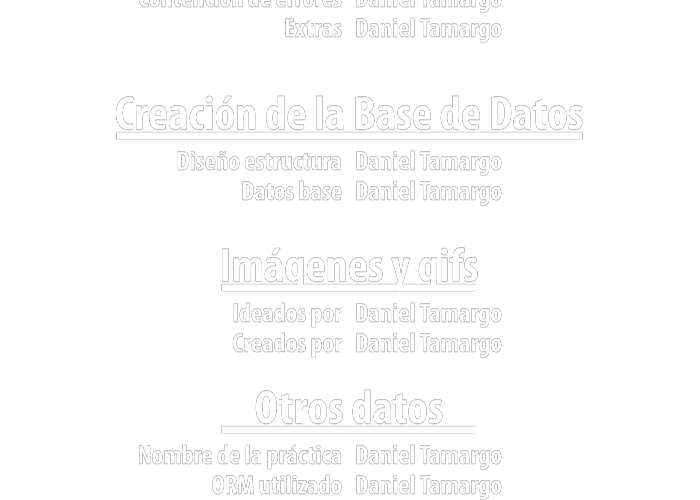 Contención de errores Daniel Tamargo
Extras Daniel Tamargo
Creación de la Base de Datos
Diseño estructura Daniel Tamargo
Datos base Daniel Tamargo
Imágenes y gifs
Ideados por Daniel Tamargo
Creados por Daniel Tamargo
Otros datos
Nombre de la práctica Daniel Tamargo
ORM utilizado Daniel Tamargo